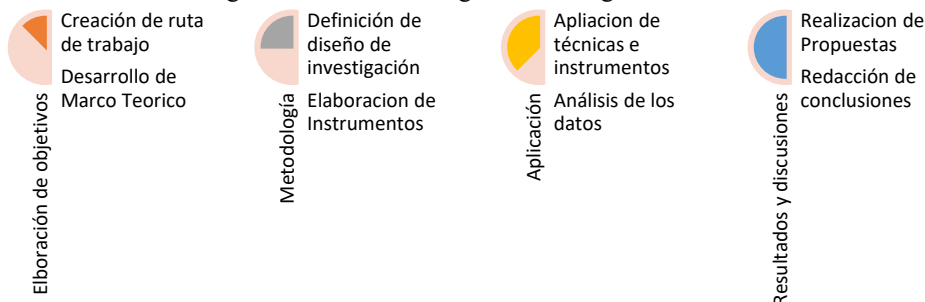 Creación de ruta
de trabajo
Desarrollo de
Marco Teorico
Elboración de objetivos
Definición de
diseño de
investigación
Elaboracion de
Instrumentos
Metodología
Apliacion de
técnicas e
instrumentos
Análisis de los
datos
Aplicación
Realizacion de
Propuestas
Redacción de
conclusiones
Resultados y discusiones